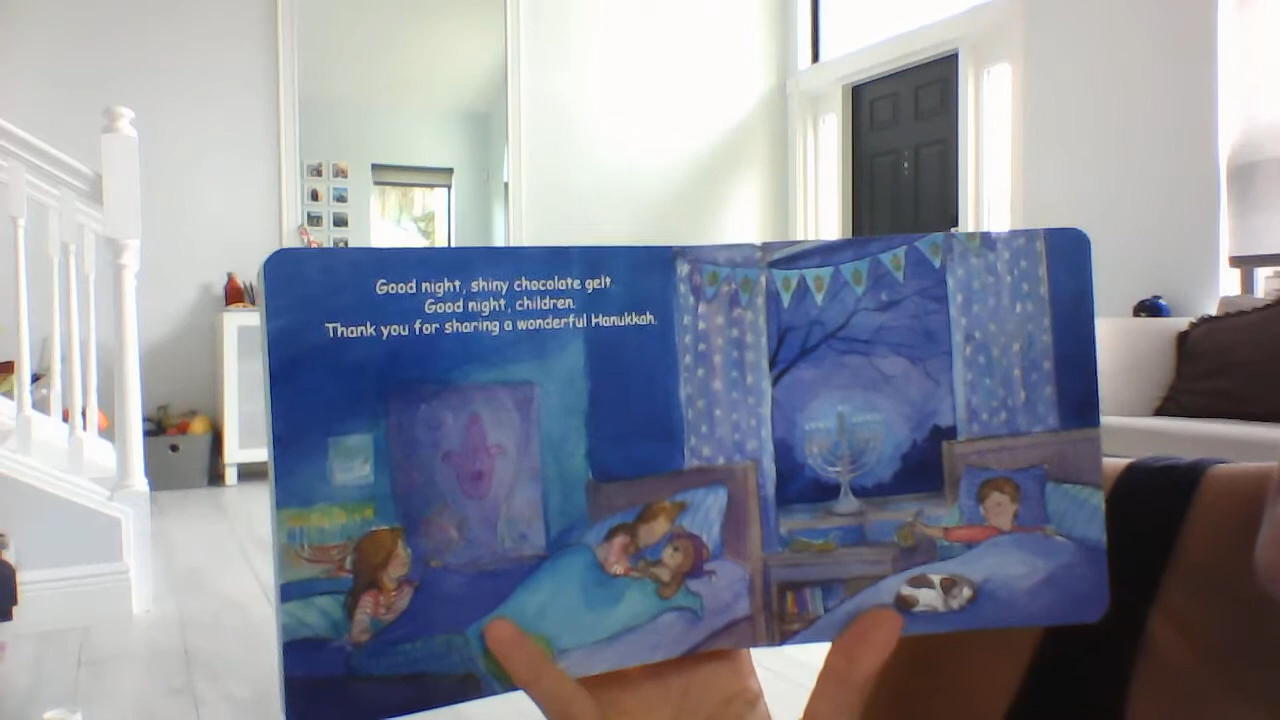 Good night, shiny chocolate gelt.
Good night, children.
Thank you for sharing a wonderful Hanukkah.